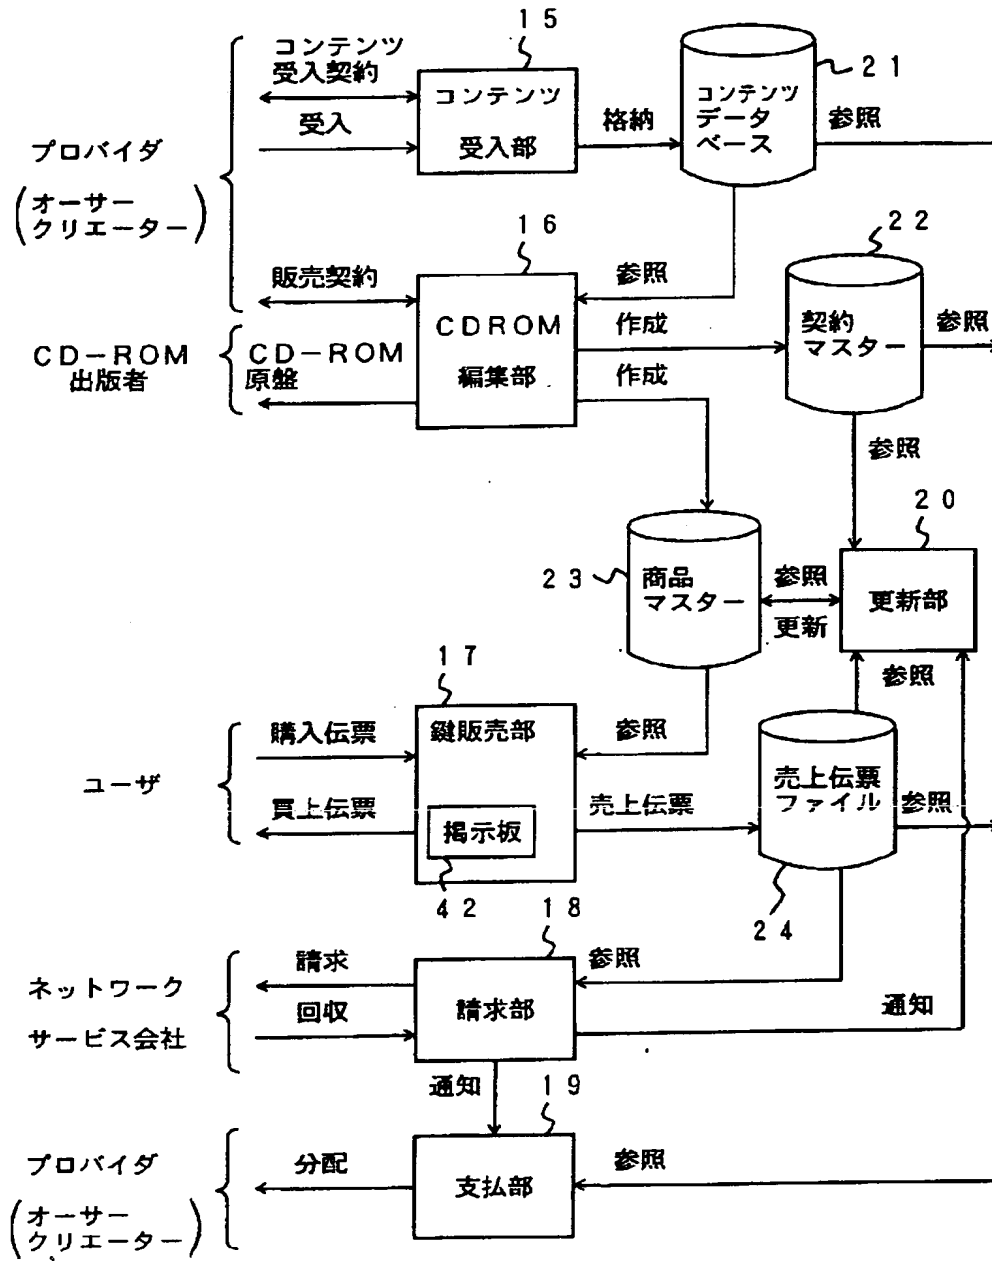 15
コンテンツ
受入契約
コンテンツ
受入部
受入
格納
コンテンツ
データ
ベース
21
参照
プロバイダ
(オーサー
クリエーター)
16
22
販売契約
参照
CDROM
編集部
作成
契約
マスター
参照
CD-ROM
出版者
CD-ROM
原盤
作成
参照
20
23
商品
マスター
参照
更新
更新部
17
参照
購入伝票
鍵販売部
参照
ユーザ
売上伝票
ファイル
買上伝票
掲示板
売上伝票
参照
42
18
24
請求
参照
ネットワーク
サービス会社
回収
請求部
通知
通知
19
プロバイダ
(オーサー
クリエーター)
分配
支払部
参照